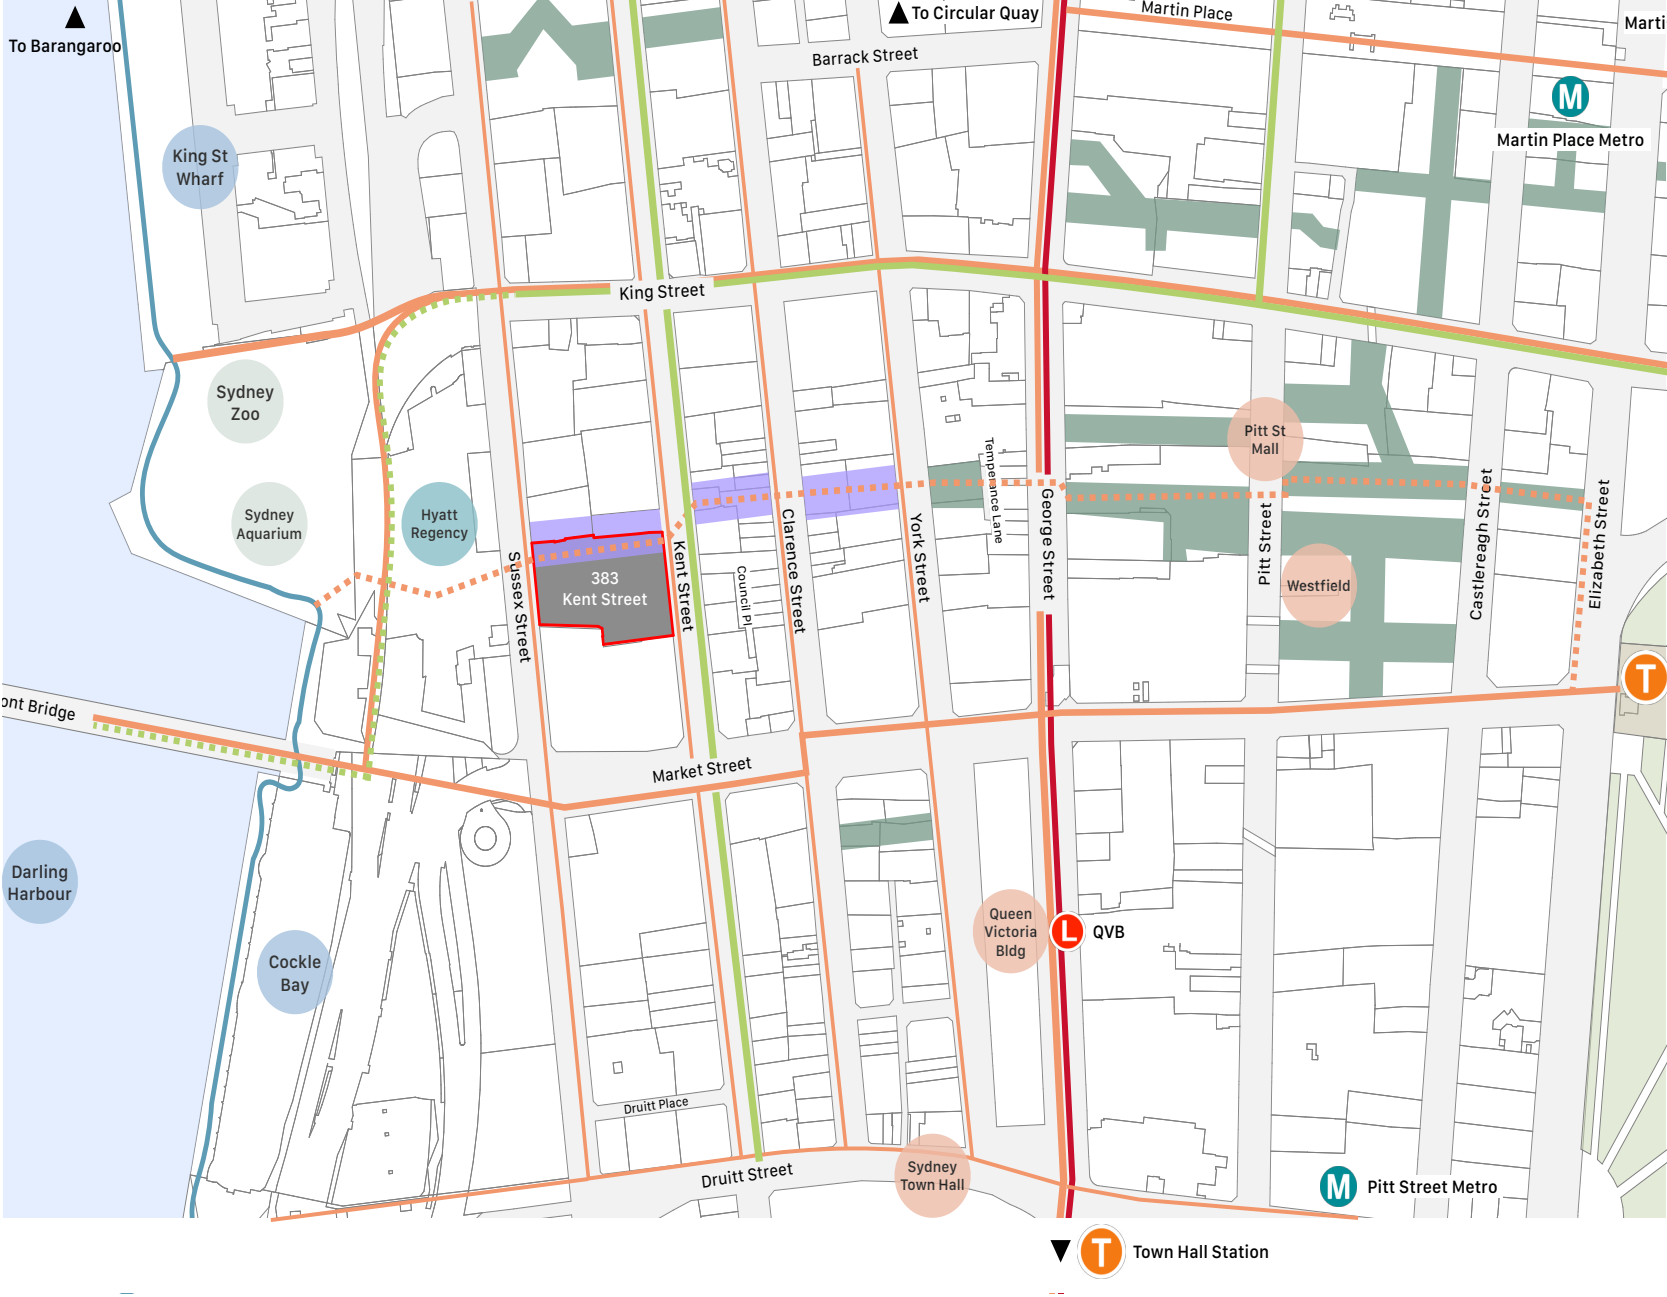 To Barangaroo
To Circular Quay
Martin Place
Barrack Street
Martin Place Metro
M
King St
Wharf
King Street
Sydney
Zoo
Sydney
Aquarium
Hyatt
Regency
Sussex Street
383
Kent Street
Kent Street
Council Pl
Clarence Street
York Street
Temperance Lane
George Street
Pitt St
Mall
Pitt Street
Westfield
Castlereagh Street
Elizabeth Street
T
ont Bridge
Market Street
Darling
Harbour
Cockle
Bay
Queen
Victoria
Bldg
L
QVB
Druitt Place
Druitt Street
Sydney
Town Hall
M
Pitt Street Metro
T
Town Hall Station
Marti